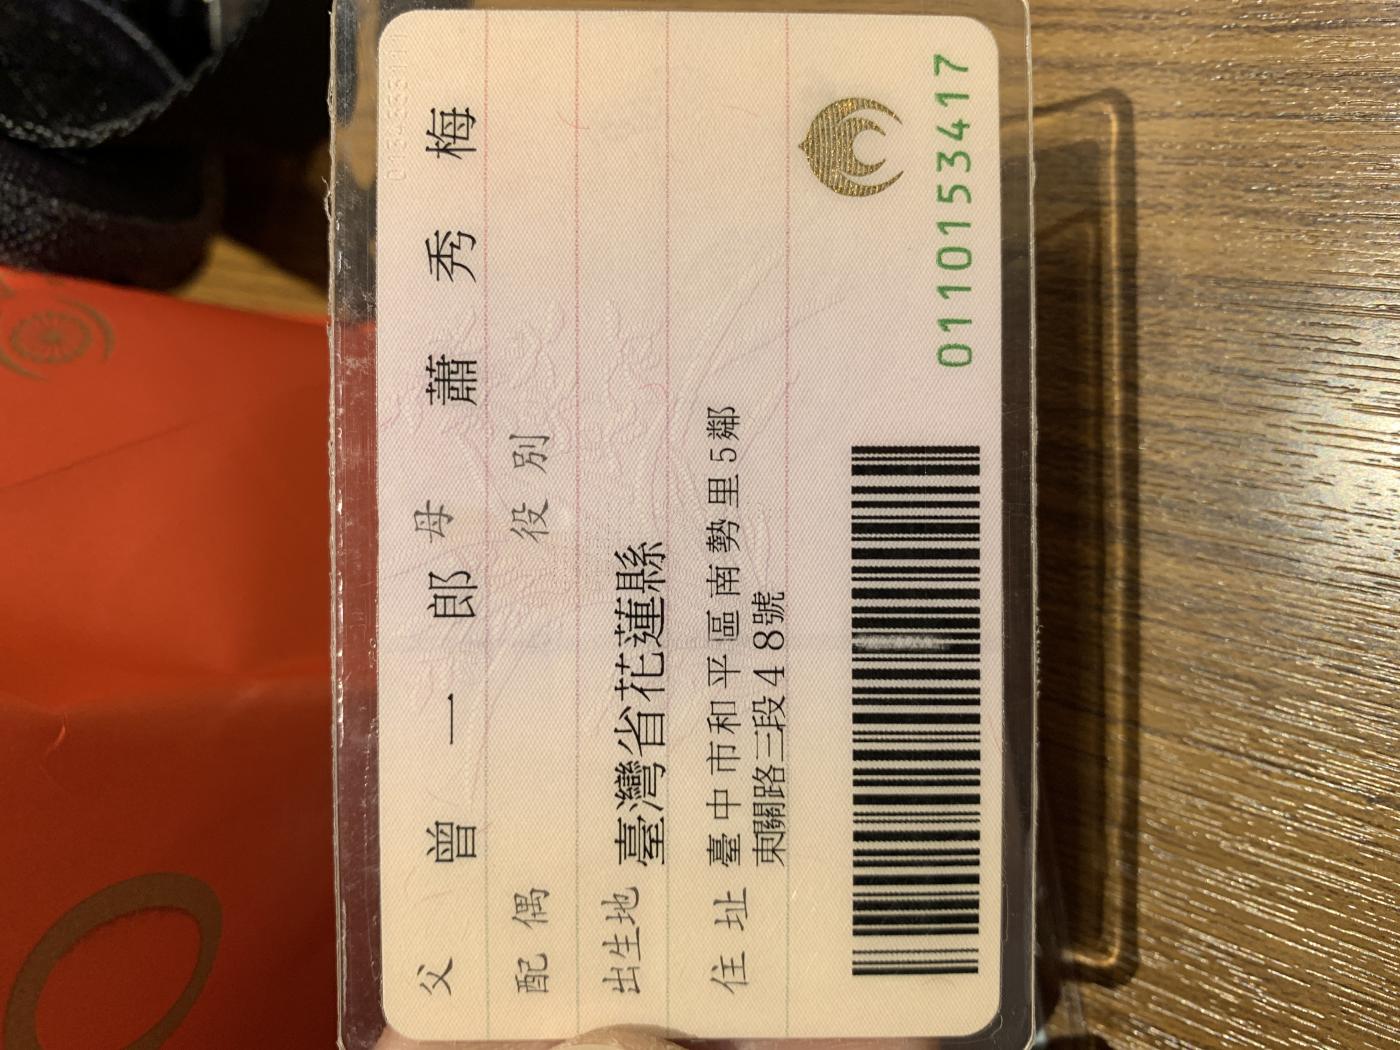 父 曾一郎 母 蕭秀梅
配偶 役別
出生地 臺灣省花蓮縣
住址 臺中市和平區南勢里5鄰
東關路三段48號
0110153417